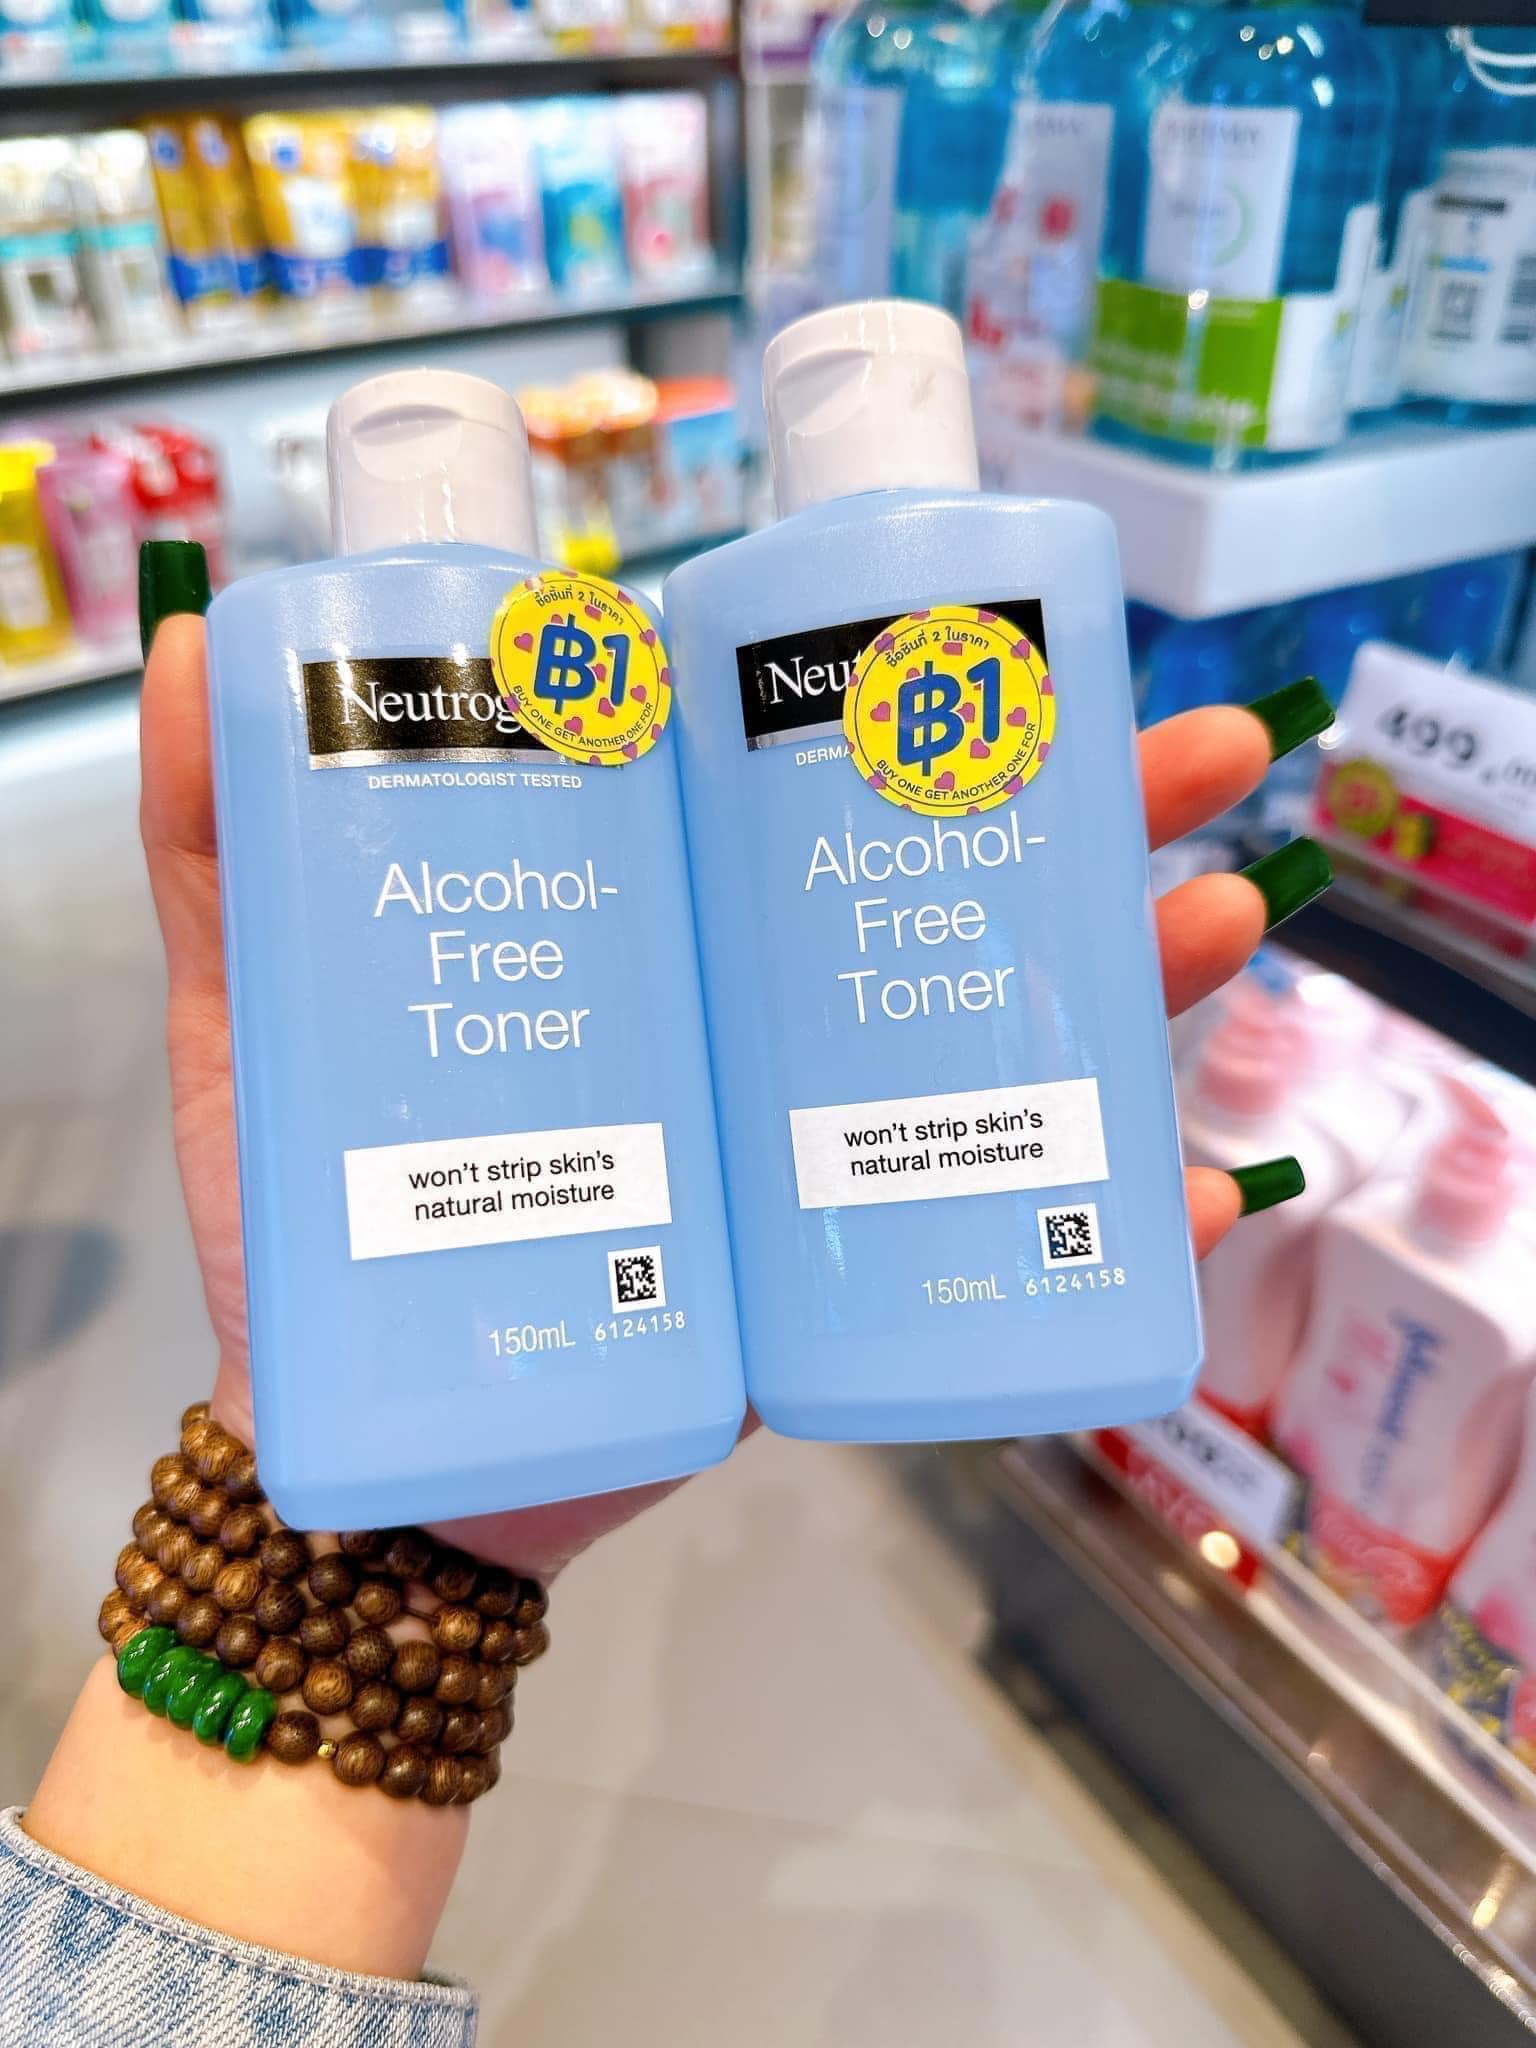 ซื้อชิ้นที่ 2 ในราคา
฿1
BUY ONE GET ANOTHER ONE FOR
Neutrog
DERMATOLOGIST TESTED
Alcohol-
Free
Toner
won't strip skin's
natural moisture
150mL 6124158
ซื้อชิ้นที่ 2 ในราคา
฿1
BUY ONE GET ANOTHER ONE FOR
Neu
DERMA
Alcohol-
Free
Toner
won't strip skin's
natural moisture
150mL 6124158
499.